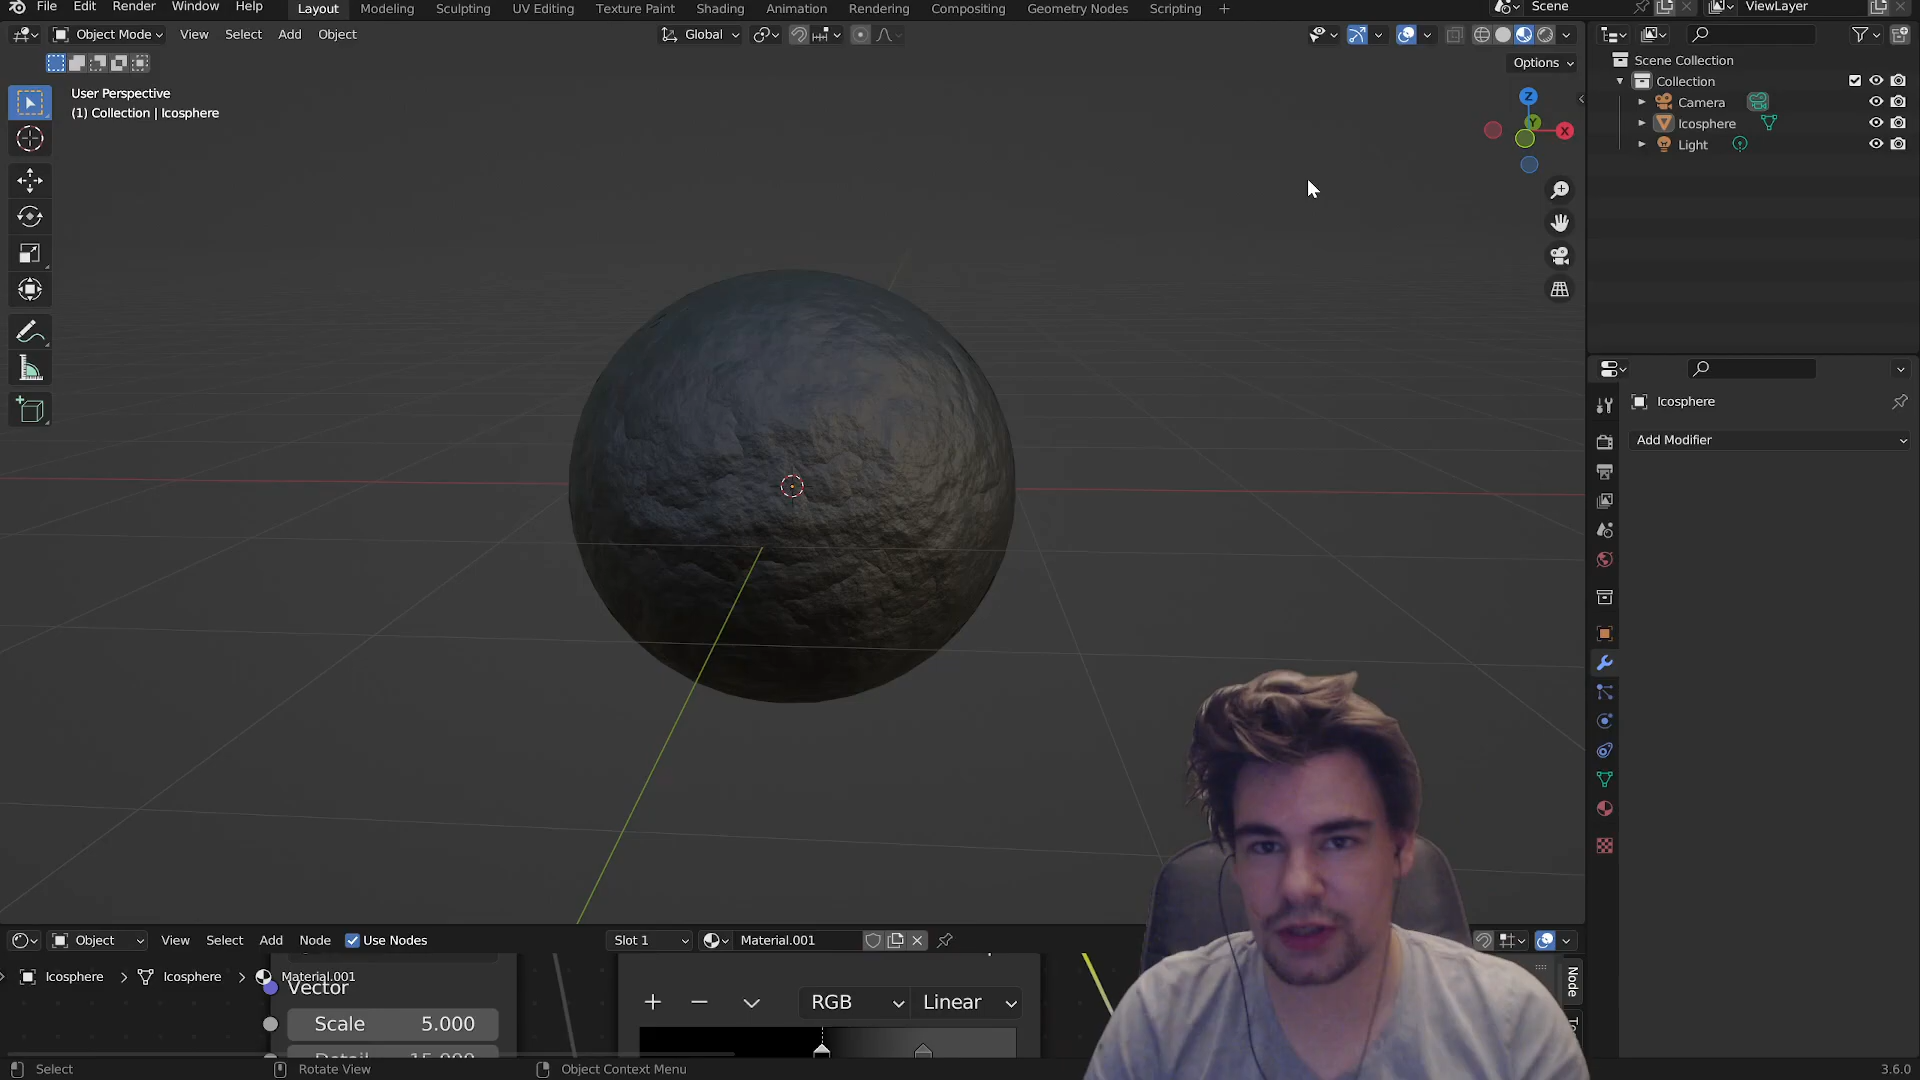 File Edit Render Window Help Layout Modeling Sculpting UV Editing Texture Paint Shading Animation Rendering Compositing Geometry Nodes Scripting + Scene ViewLayer
Object Mode View Select Add Object Global
Options
User Perspective
(1) Collection | Icosphere
Z
Y
X
Scene Collection
Collection
Camera
Icosphere
Light
Icosphere
Add Modifier
Object View Select Add Node Use Nodes Slot 1 Material.001
Icosphere > Icosphere > Material.001
Vector
Scale 5.000
RGB Linear
Node
Select Rotate View Object Context Menu 3.6.0